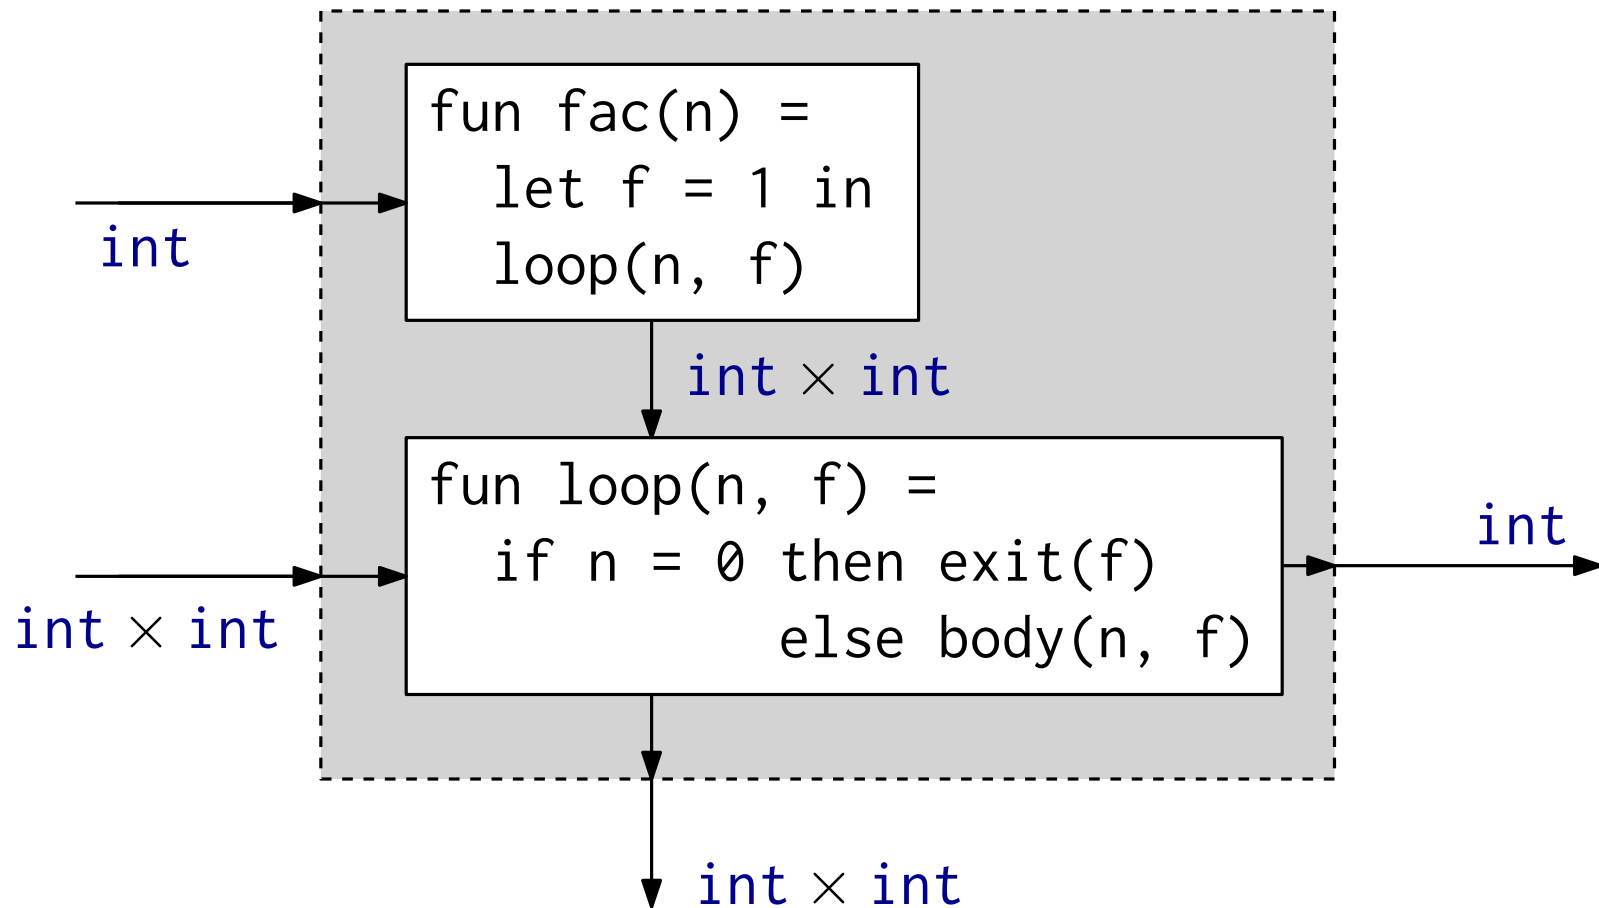 fun fac(n) =
  let f = 1 in
  loop(n, f)
int
int × int
fun loop(n, f) =
  if n = 0 then exit(f)
           else body(n, f)
int
int × int
int × int